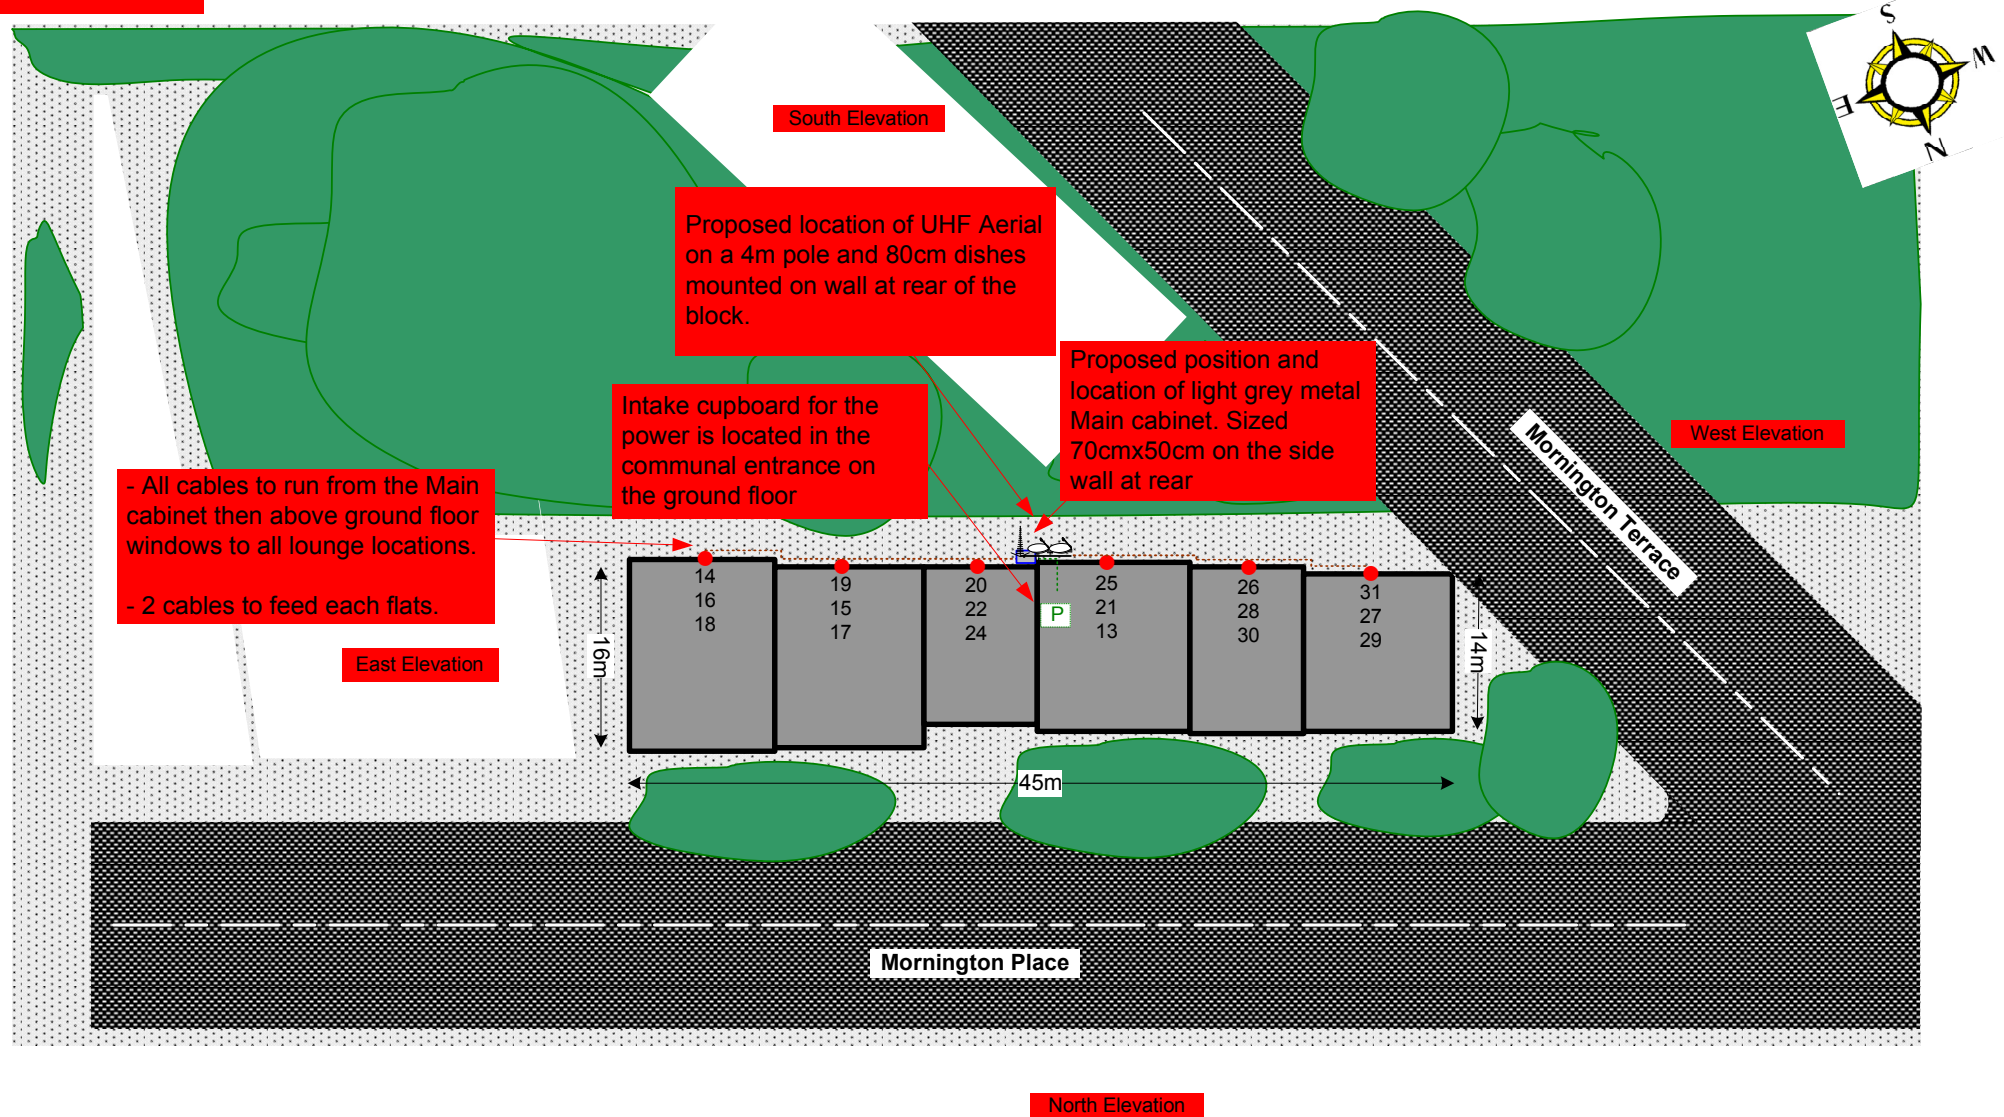 S
W
E
N
South Elevation
Proposed location of UHF Aerial
on a 4m pole and 80cm dishes
mounted on wall at rear of the
block.
Proposed position and
location of light grey metal
Main cabinet. Sized
70cmx50cm on the side
wall at rear
Intake cupboard for the
power is located in the
communal entrance on
the ground floor
West Elevation
Mornington Terrace
- All cables to run from the Main
cabinet then above ground floor
windows to all lounge locations.
- 2 cables to feed each flats.
East Elevation
16m
14
16
18
19
15
17
20
22
24
P
25
21
13
26
28
30
31
27
29
14m
45m
Mornington Place
North Elevation